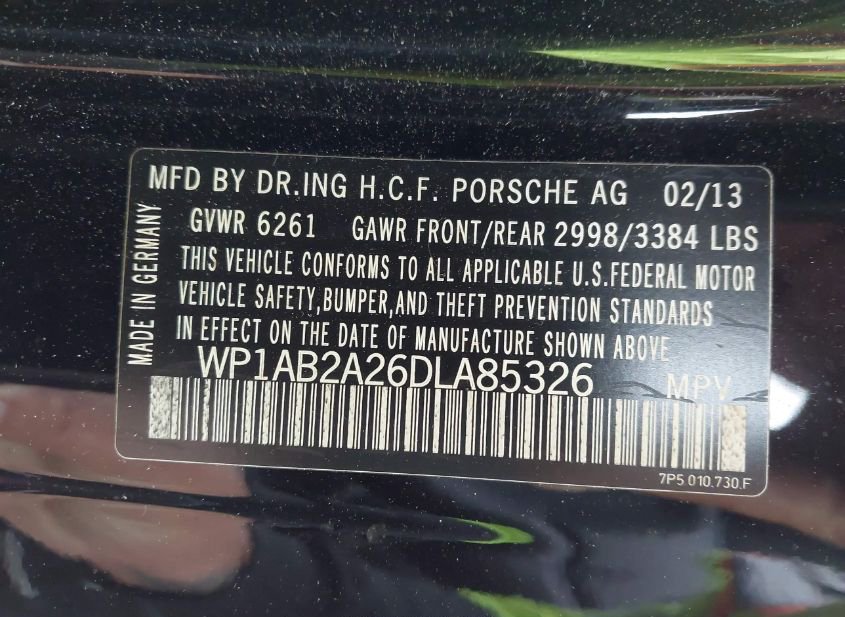 MFD BY DR.ING H.C.F. PORSCHE AG 02/13
GVWR 6261 GAWR FRONT/REAR 2998/3384 LBS
THIS VEHICLE CONFORMS TO ALL APPLICABLE U.S.FEDERAL MOTOR
VEHICLE SAFETY,BUMPER,AND THEFT PREVENTION STANDARDS
IN EFFECT ON THE DATE OF MANUFACTURE SHOWN ABOVE
WP1AB2A26DLA85326 MPV
7P5 010.730.F
MADE IN GERMANY